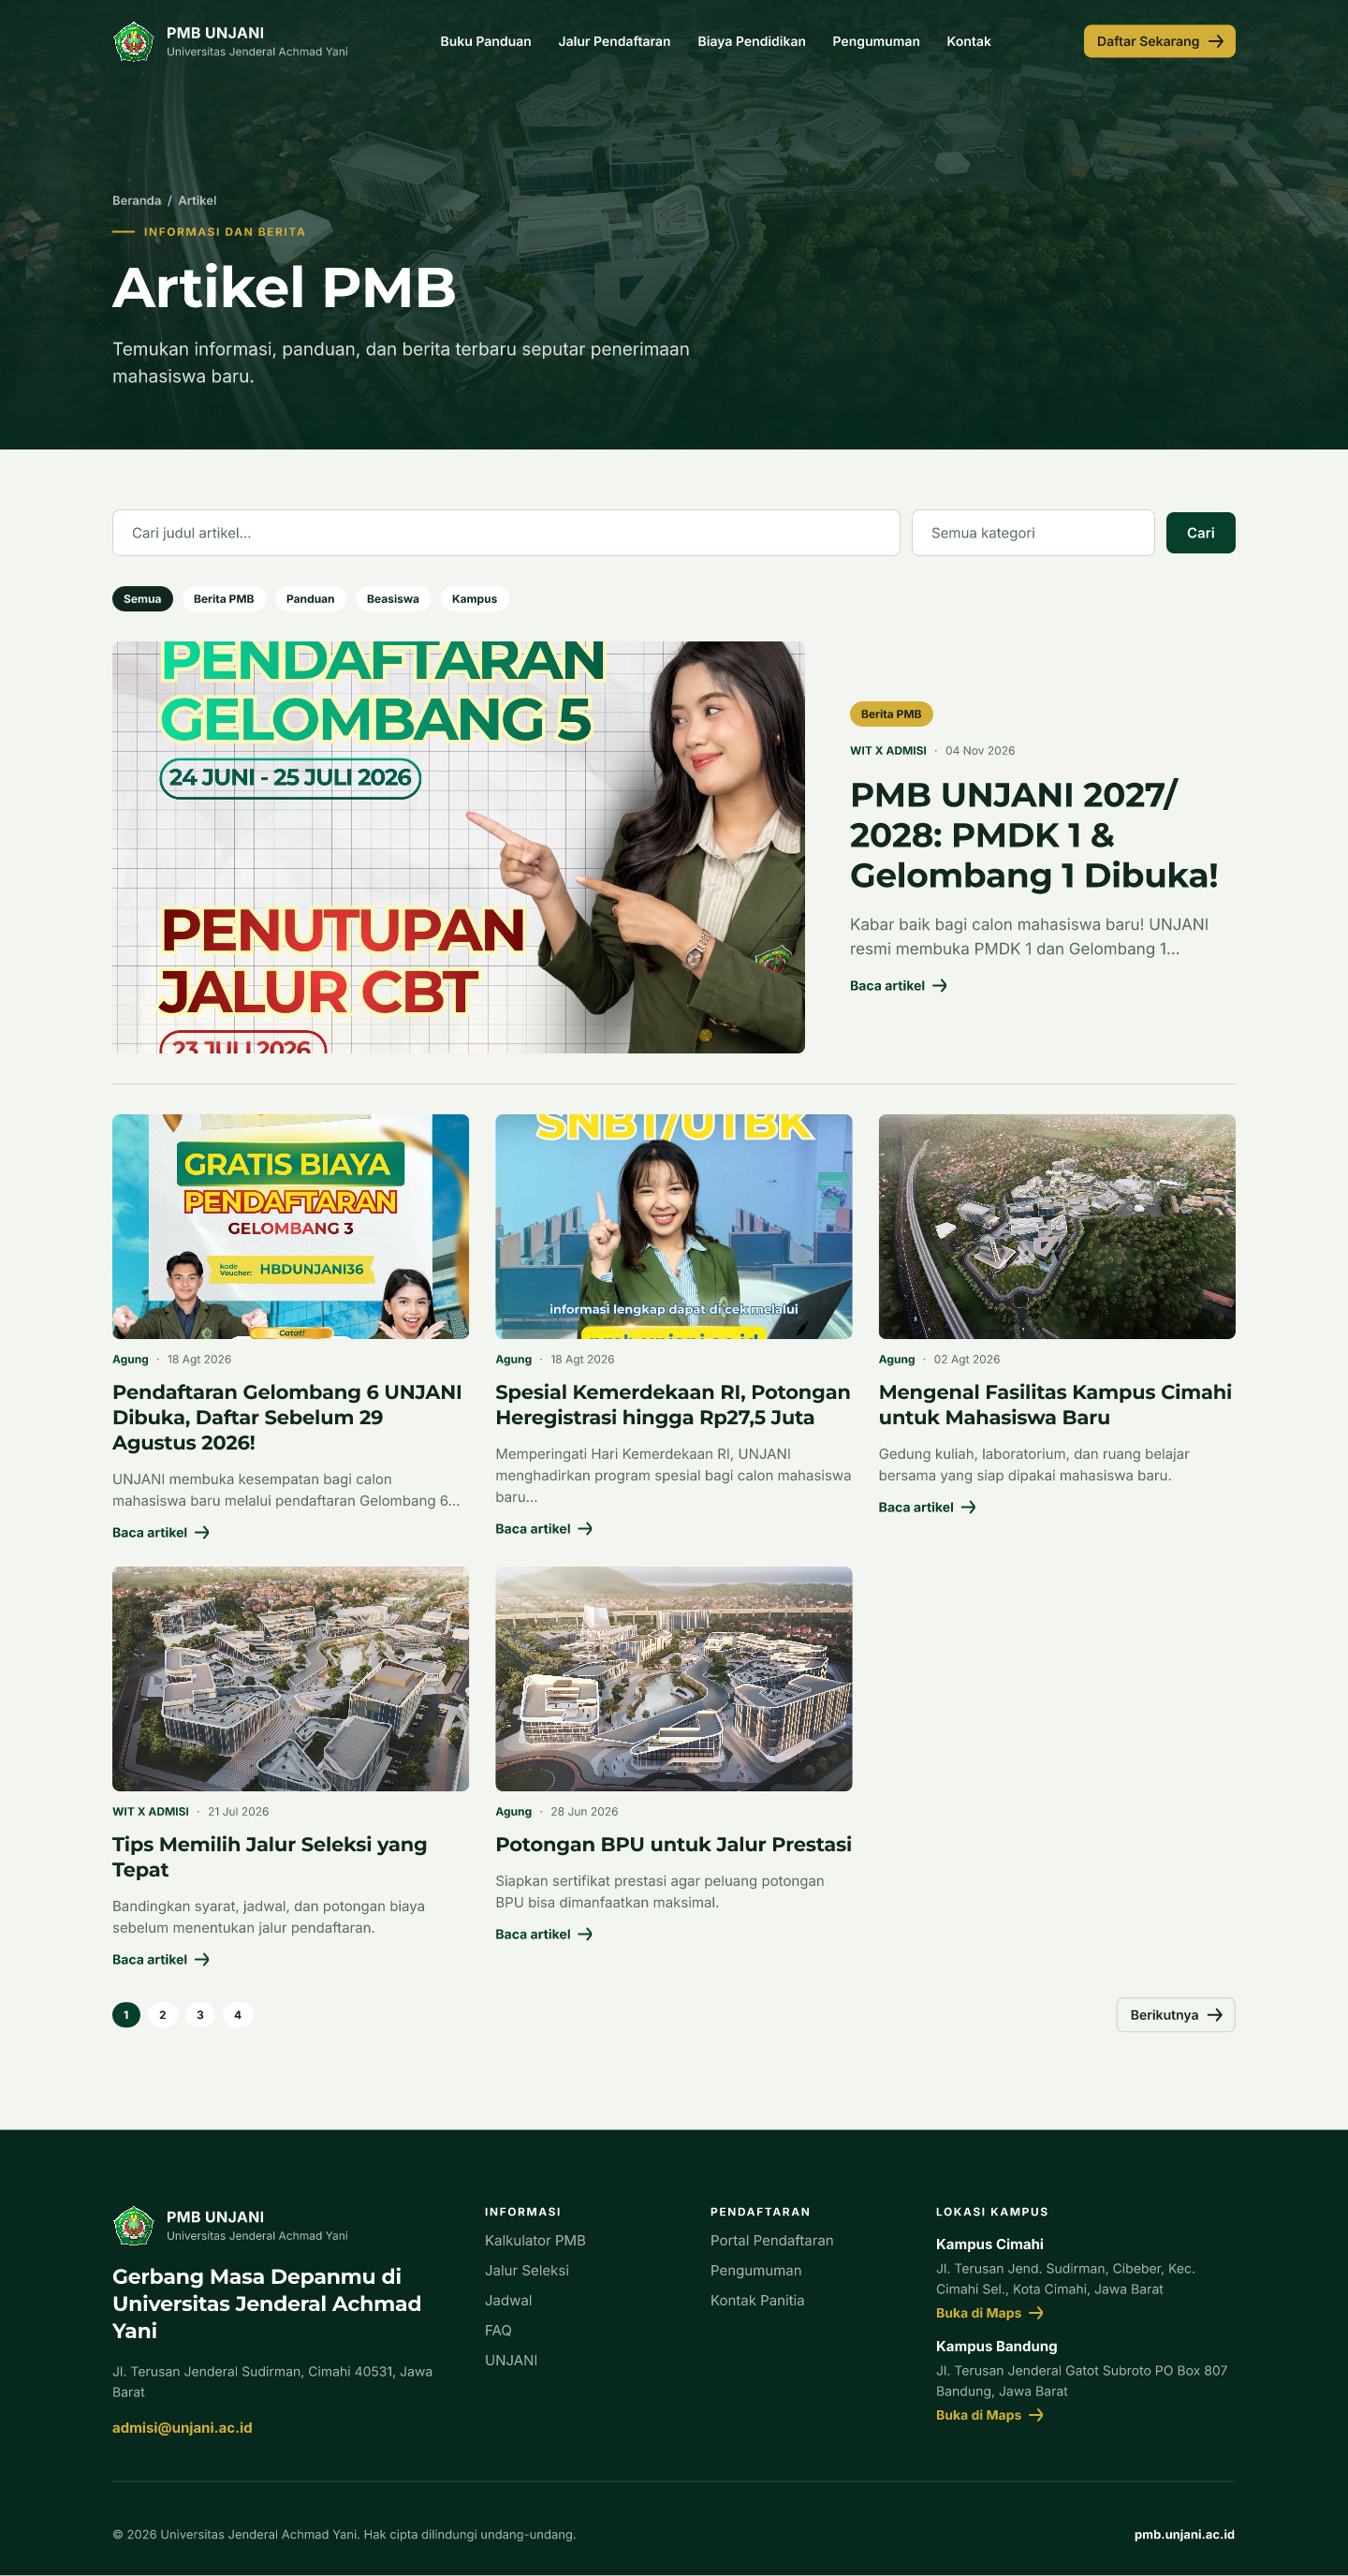 PMB UNJANI
Universitas Jenderal Achmad Yani
Buku Panduan
Jalur Pendaftaran
Biaya Pendidikan
Pengumuman
Kontak
Daftar Sekarang
Beranda / Artikel
INFORMASI DAN BERITA
Artikel PMB
Temukan informasi, panduan, dan berita terbaru seputar penerimaan
mahasiswa baru.
Cari judul artikel...
Semua kategori
Cari
Semua
Berita PMB
Panduan
Beasiswa
Kampus
PENDAFTARAN
GELOMBANG 5
24 JUNI - 25 JULI 2026
PENUTUPAN
JALUR CBT
23 JULI 2026
Berita PMB
WIT X ADMISI · 04 Nov 2026
PMB UNJANI 2027/
2028: PMDK 1 &
Gelombang 1 Dibuka!
Kabar baik bagi calon mahasiswa baru! UNJANI
resmi membuka PMDK 1 dan Gelombang 1...
Baca artikel
GRATIS BIAYA
PENDAFTARAN
GELOMBANG 3
kode
Voucher: HBDUNJANI36
Catat!
Agung · 18 Agt 2026
Pendaftaran Gelombang 6 UNJANI
Dibuka, Daftar Sebelum 29
Agustus 2026!
UNJANI membuka kesempatan bagi calon
mahasiswa baru melalui pendaftaran Gelombang 6...
Baca artikel
SNBT/UTBK
informasi lengkap dapat di cek melalui
pmb.unjani.ac.id
Agung · 18 Agt 2026
Spesial Kemerdekaan RI, Potongan
Heregistrasi hingga Rp27,5 Juta
Memperingati Hari Kemerdekaan RI, UNJANI
menghadirkan program spesial bagi calon mahasiswa
baru...
Baca artikel
Agung · 02 Agt 2026
Mengenal Fasilitas Kampus Cimahi
untuk Mahasiswa Baru
Gedung kuliah, laboratorium, dan ruang belajar
bersama yang siap dipakai mahasiswa baru.
Baca artikel
WIT X ADMISI · 21 Jul 2026
Tips Memilih Jalur Seleksi yang
Tepat
Bandingkan syarat, jadwal, dan potongan biaya
sebelum menentukan jalur pendaftaran.
Baca artikel
Agung · 28 Jun 2026
Potongan BPU untuk Jalur Prestasi
Siapkan sertifikat prestasi agar peluang potongan
BPU bisa dimanfaatkan maksimal.
Baca artikel
1
2
3
4
Berikutnya
PMB UNJANI
Universitas Jenderal Achmad Yani
Gerbang Masa Depanmu di
Universitas Jenderal Achmad
Yani
Jl. Terusan Jenderal Sudirman, Cimahi 40531, Jawa
Barat
admisi@unjani.ac.id
INFORMASI
Kalkulator PMB
Jalur Seleksi
Jadwal
FAQ
UNJANI
PENDAFTARAN
Portal Pendaftaran
Pengumuman
Kontak Panitia
LOKASI KAMPUS
Kampus Cimahi
Jl. Terusan Jend. Sudirman, Cibeber, Kec.
Cimahi Sel., Kota Cimahi, Jawa Barat
Buka di Maps
Kampus Bandung
Jl. Terusan Jenderal Gatot Subroto PO Box 807
Bandung, Jawa Barat
Buka di Maps
© 2026 Universitas Jenderal Achmad Yani. Hak cipta dilindungi undang-undang.
pmb.unjani.ac.id